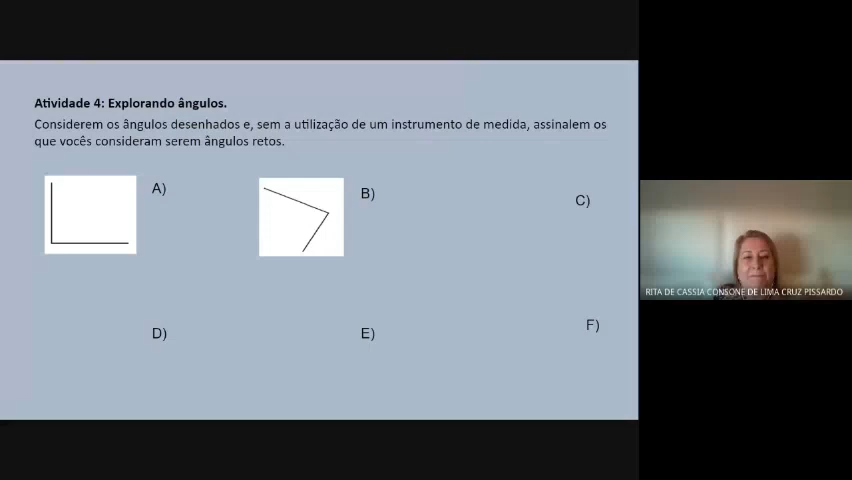 Atividade 4: Explorando ângulos.
Considerem os ângulos desenhados e, sem a utilização de um instrumento de medida, assinalem os
que vocês consideram serem ângulos retos.
A)
B)
C)
D)
E)
F)
RITA DE CASSIA CONSONE DE LIMA CRUZ PISSARDO